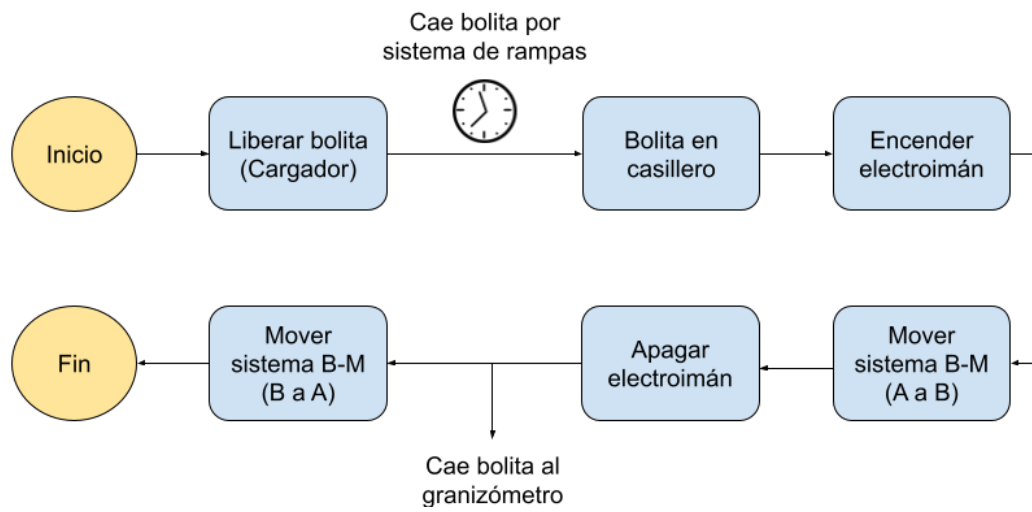 Cae bolita por
sistema de rampas
Inicio
Liberar bolita
(Cargador)
Bolita en
casillero
Encender
electroimán
Fin
Mover
sistema B-M
(B a A)
Apagar
electroimán
Mover
sistema B-M
(A a B)
Cae bolita al
granizómetro